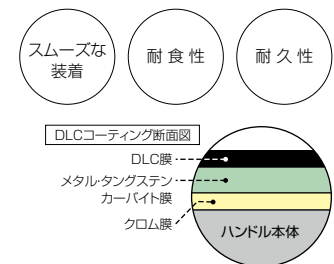 スムーズな
装着
耐食性
耐久性
DLCコーティング断面図
DLC膜
メタル・タングステン
カーバイト膜
クロム膜
ハンドル本体